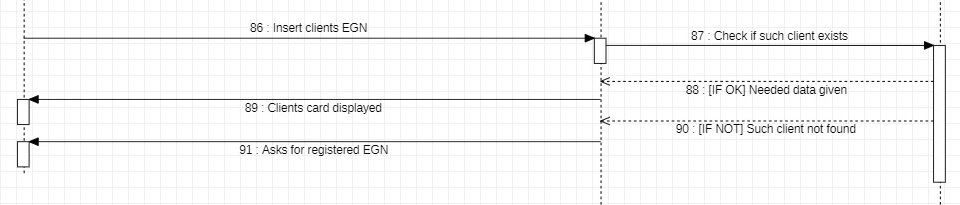 86 : Insert clients EGN
87 : Check if such client exists
88 : [IF OK] Needed data given
89 : Clients card displayed
90 : [IF NOT] Such client not found
91 : Asks for registered EGN